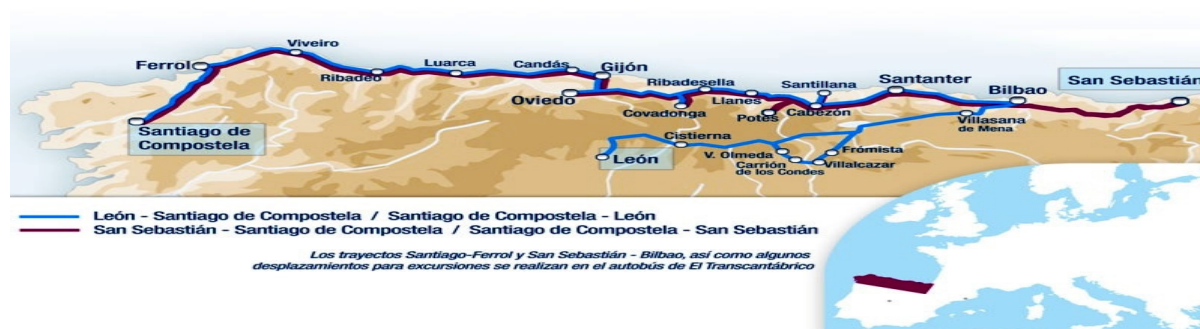 Viveiro
Ferrol
Ribadeo
Luarca
Candás
Gijón
Oviedo
Ribadesella
Covadonga
Llanes
Potes
Santillana
Cabezón
Santanter
Bilbao
San Sebastián
Villasana
de Mena
Santiago de
Compostela
Cistierna
León
V. Olmeda
Carrión
de los Condes
Frómista
Villalcazar
León - Santiago de Compostela / Santiago de Compostela - León
San Sebastián - Santiago de Compostela / Santiago de Compostela - San Sebastián
Los trayectos Santiago-Ferrol y San Sebastián - Bilbao, así como algunos
desplazamientos para excursiones se realizan en el autobús de El Transcantábrico